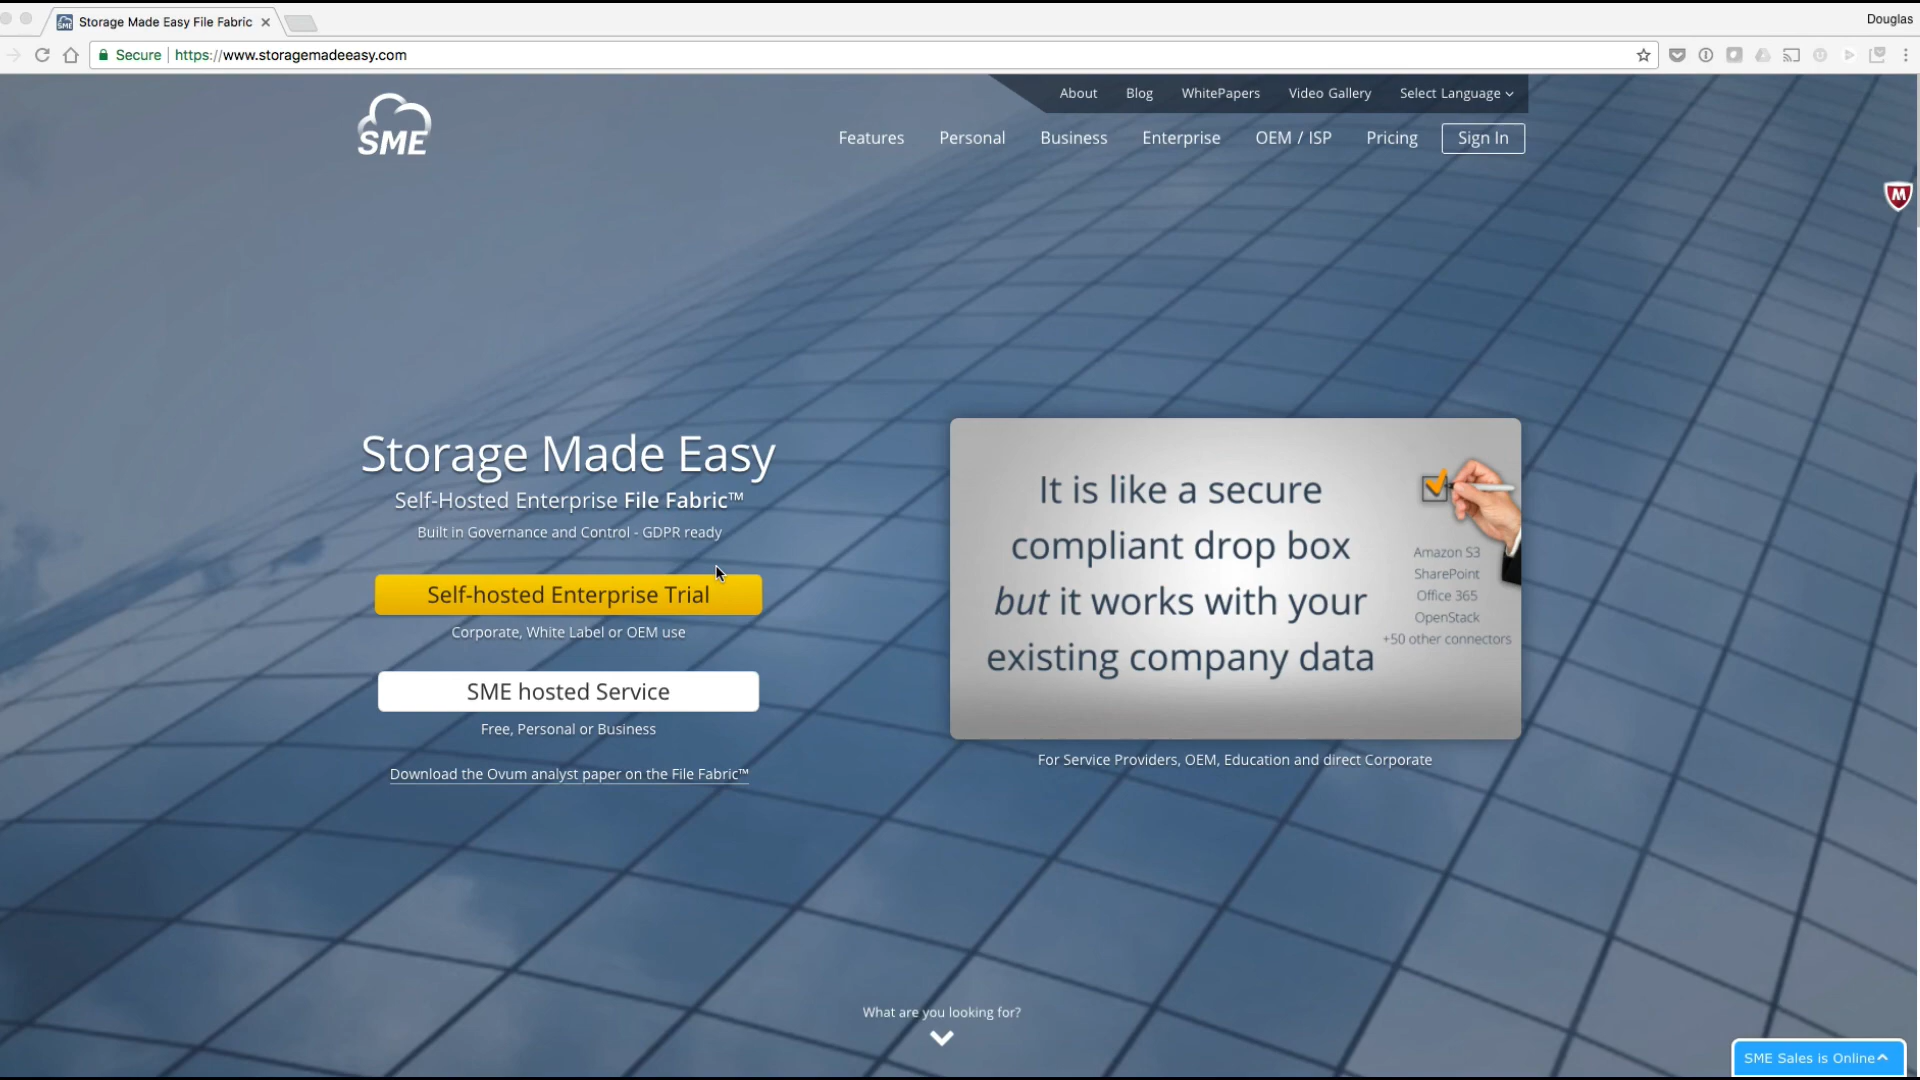 Storage Made Easy File Fabric
Douglas
Secure
https://www.storagemadeeasy.com
About
Blog
WhitePapers
Video Gallery
Select Language
SME
Features
Personal
Business
Enterprise
OEM / ISP
Pricing
Sign In
M
Storage Made Easy
Self-Hosted Enterprise File Fabric™
Built in Governance and Control - GDPR ready
Self-hosted Enterprise Trial
Corporate, White Label or OEM use
SME hosted Service
Free, Personal or Business
Download the Ovum analyst paper on the File Fabric™
It is like a secure
compliant drop box
but it works with your
existing company data
Amazon S3
SharePoint
Office 365
OpenStack
+50 other connectors
For Service Providers, OEM, Education and direct Corporate
What are you looking for?
SME Sales is Online